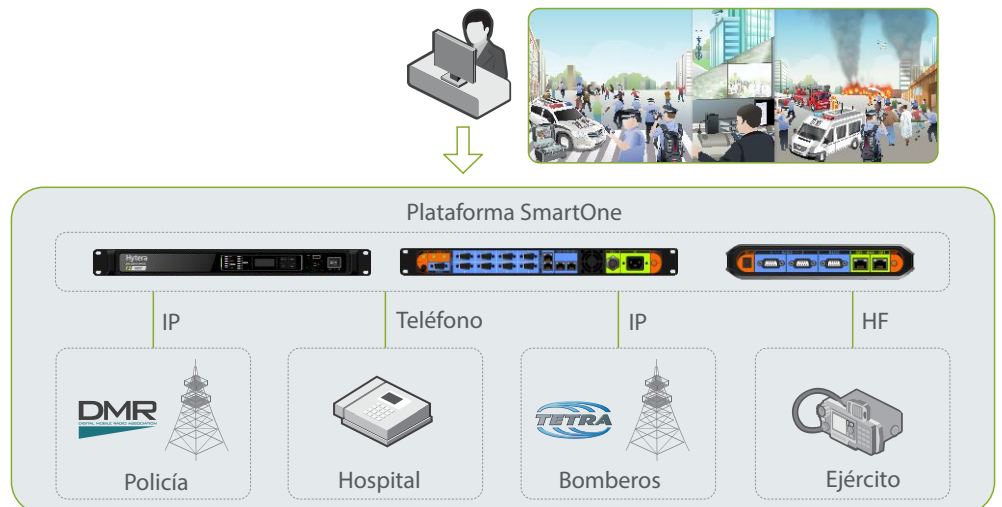 Plataforma SmartOne
Hytera
IP
Teléfono
IP
HF
DMR
DIGITAL MOBILE RADIO ASSOCIATION
TETRA
Policía
Hospital
Bomberos
Ejército